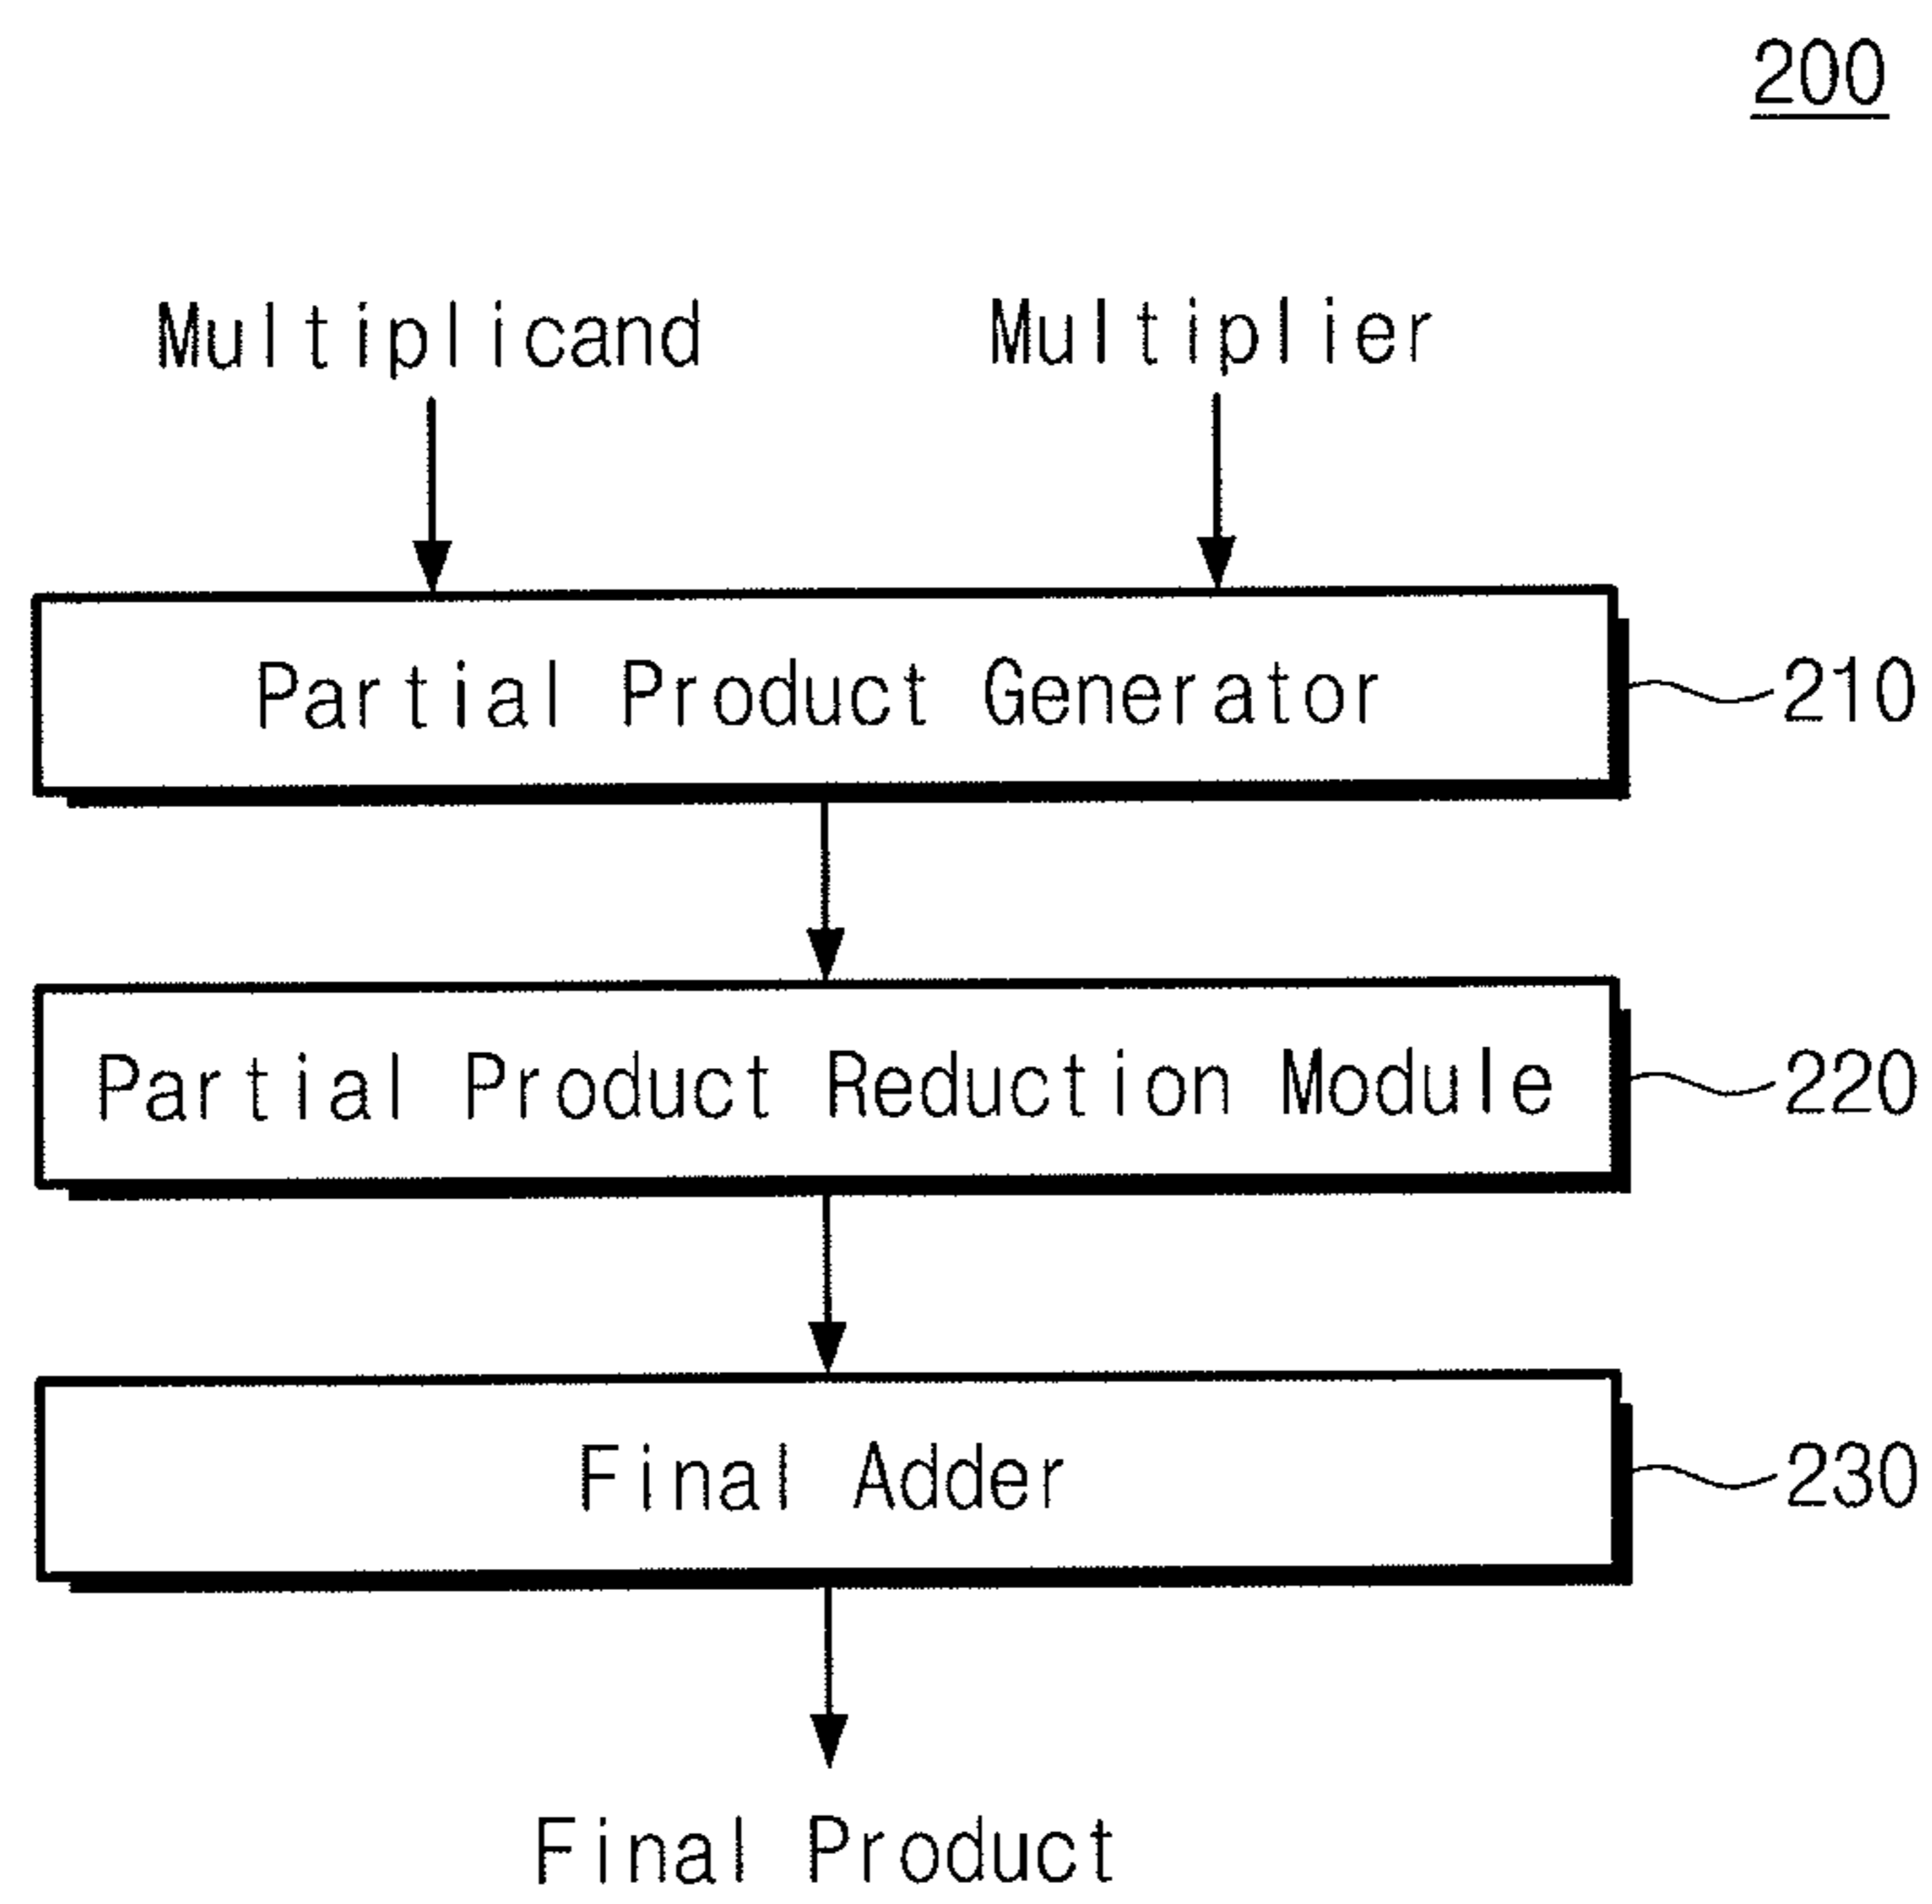 200
Multiplicand Multiplier
Partial Product Generator 210
Partial Product Reduction Module 220
Final Adder 230
Final Product